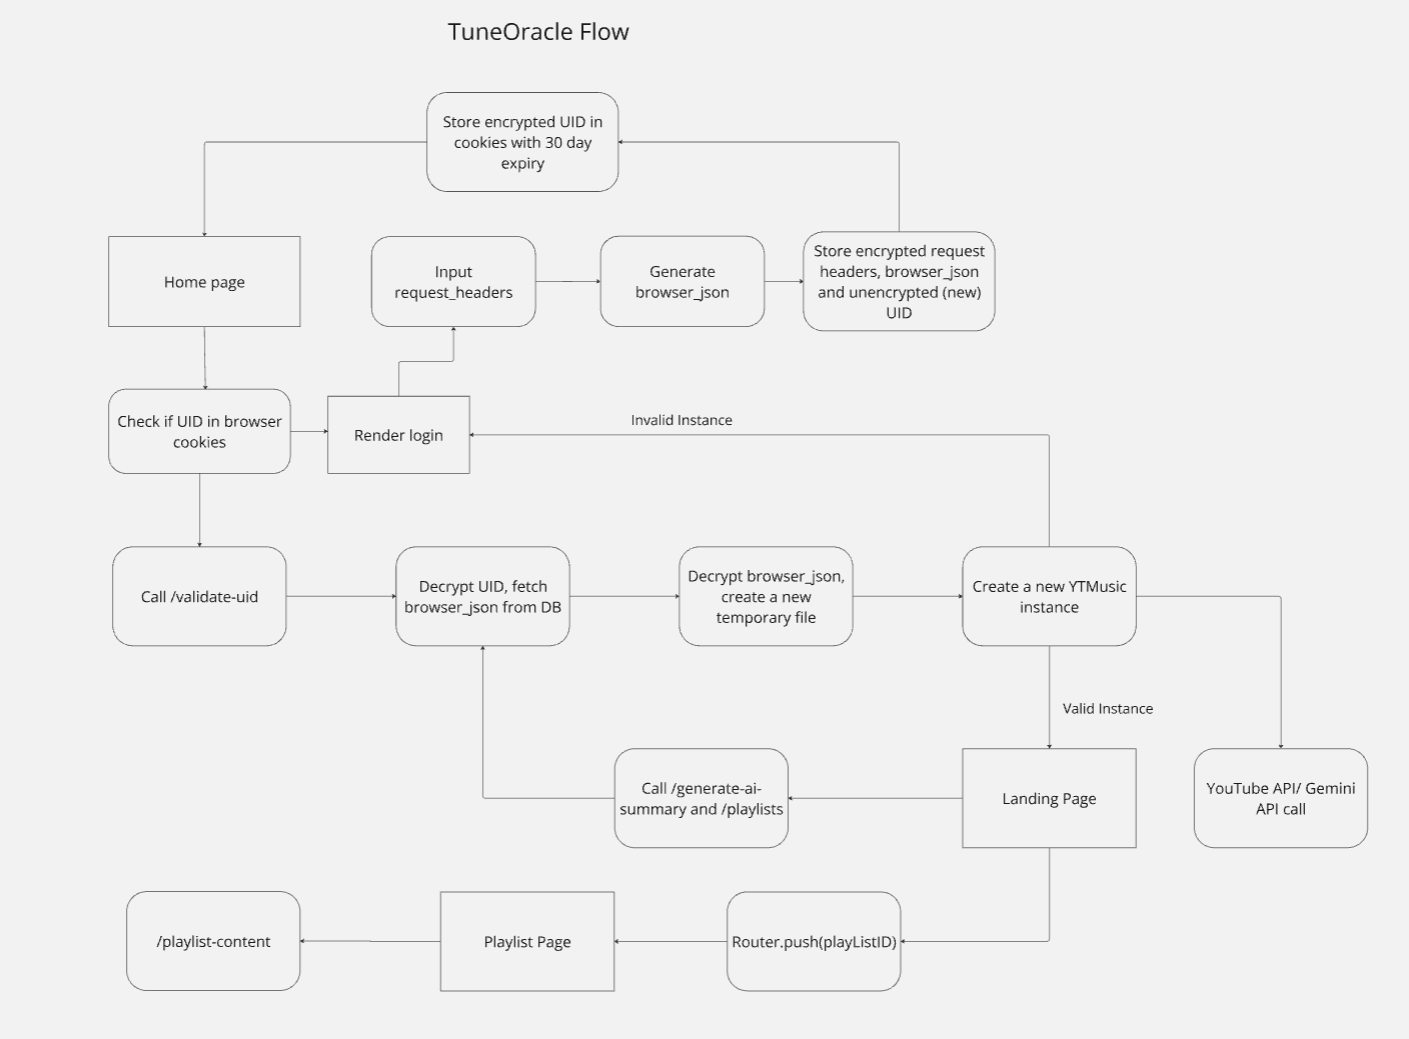 TuneOracle Flow
Store encrypted UID in
cookies with 30 day
expiry
Home page
Input
request_headers
Generate
browser_json
Store encrypted request
headers, browser_json
and unencrypted (new)
UID
Check if UID in browser
cookies
Render login
Invalid Instance
Call /validate-uid
Decrypt UID, fetch
browser_json from DB
Decrypt browser_json,
create a new
temporary file
Create a new YTMusic
instance
Valid Instance
Call /generate-ai-
summary and /playlists
Landing Page
YouTube API/ Gemini
API call
/playlist-content
Playlist Page
Router.push(playListID)